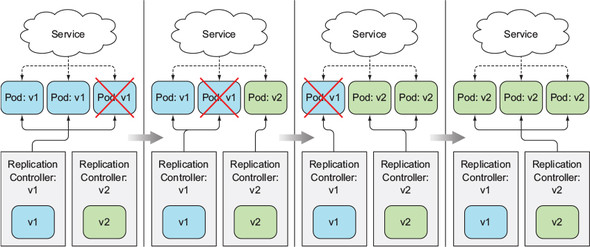 Service
Pod: v1 Pod: v1 Pod: v1
Replication Controller: v1
v1
Replication Controller: v2
v2
Service
Pod: v1 Pod: v1 Pod: v2
Replication Controller: v1
v1
Replication Controller: v2
v2
Service
Pod: v1 Pod: v2 Pod: v2
Replication Controller: v1
v1
Replication Controller: v2
v2
Service
Pod: v2 Pod: v2 Pod: v2
Replication Controller: v1
v1
Replication Controller: v2
v2